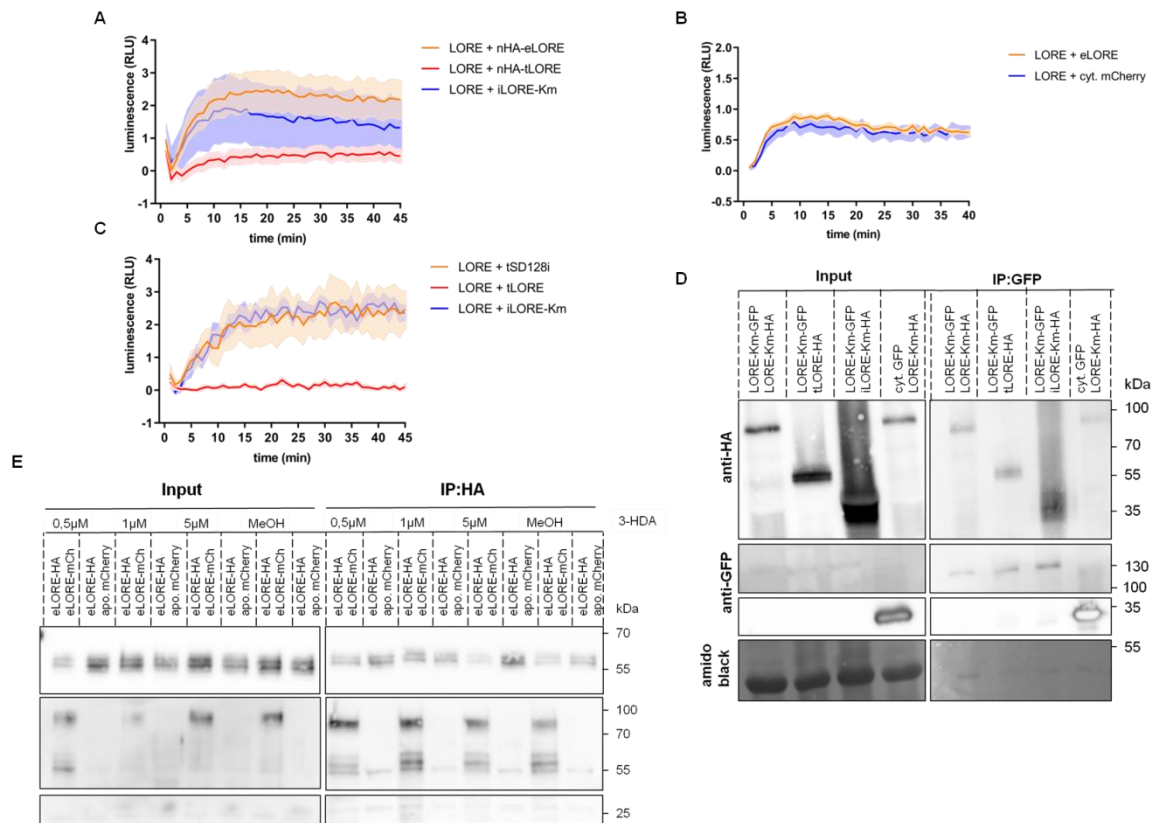 A
luminescence (RLU)
4
3
2
1
0
-1
0 5 10 15 20 25 30 35 40 45
time (min)
LORE + nHA-eLORE
LORE + nHA-tLORE
LORE + iLORE-Km
B
luminescence (RLU)
2.0
1.5
1.0
0.5
0.0
-0.5
0 5 10 15 20 25 30 35 40
time (min)
LORE + eLORE
LORE + cyt. mCherry
C
luminescence (RLU)
4
3
2
1
0
-1
0 5 10 15 20 25 30 35 40 45
time (min)
LORE + tSD128i
LORE + tLORE
LORE + iLORE-Km
D
Input
IP:GFP
LORE-Km-GFP
LORE-Km-HA
LORE-Km-GFP
tLORE-HA
LORE-Km-GFP
iLORE-Km-HA
cyt. GFP
LORE-Km-HA
LORE-Km-GFP
LORE-Km-HA
LORE-Km-GFP
tLORE-HA
LORE-Km-GFP
iLORE-Km-HA
cyt. GFP
LORE-Km-HA
kDa
anti-HA
100
70
55
35
anti-GFP
130
100
35
amido
black
55
E
Input
IP:HA
0,5µM 1µM 5µM MeOH
0,5µM 1µM 5µM MeOH
3-HDA
eLORE-HA
eLORE-mCh
eLORE-HA
apo. mCherry
eLORE-HA
eLORE-mCh
eLORE-HA
apo. mCherry
eLORE-HA
eLORE-mCh
eLORE-HA
apo. mCherry
eLORE-HA
eLORE-mCh
eLORE-HA
apo. mCherry
eLORE-HA
eLORE-mCh
eLORE-HA
apo. mCherry
eLORE-HA
eLORE-mCh
eLORE-HA
apo. mCherry
eLORE-HA
eLORE-mCh
eLORE-HA
apo. mCherry
eLORE-HA
eLORE-mCh
eLORE-HA
apo. mCherry
kDa
70
55
100
70
55
25